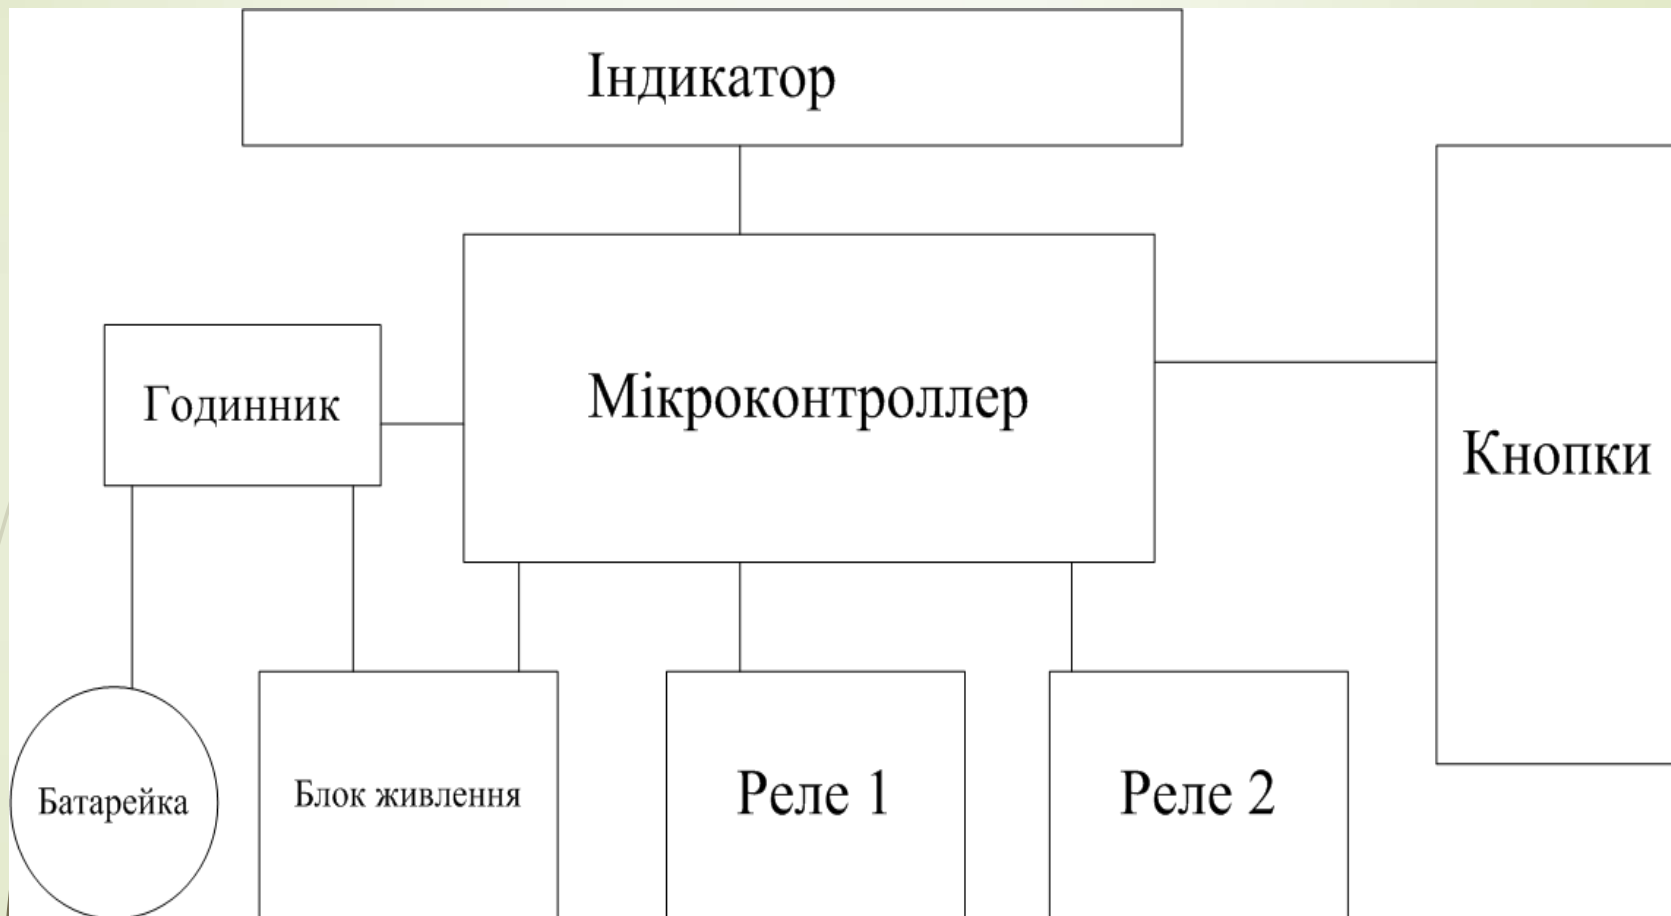 Індикатор
Годинник
Мікроконтроллер
Кнопки
Батарейка
Блок живлення
Реле 1
Реле 2